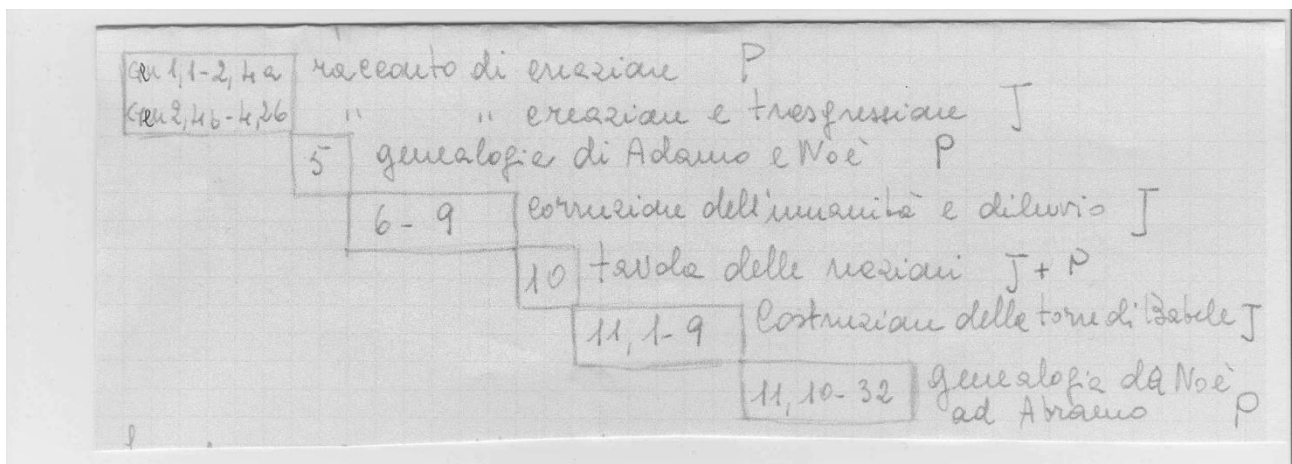 Gen 1,1-2,4a racconto di creazione P
Gen 2,4b-4,26 " " creazione e trasgressione J
5 genealogia di Adamo e Noè P
6-9 corruzione dell'umanità e diluvio J
10 tavola delle nazioni J+P
11, 1-9 Costruzione della torre di Babele J
11, 10-32 genealogia da Noè
ad Abramo P